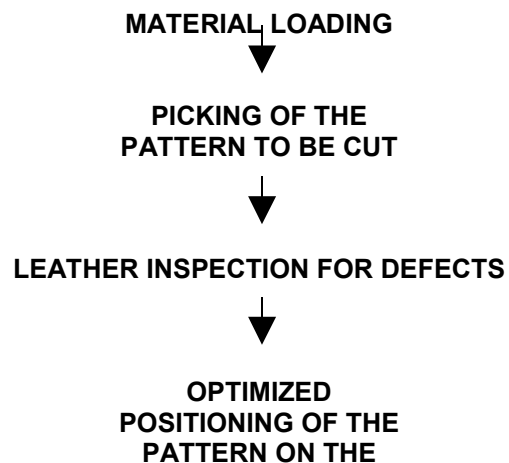 MATERIAL LOADING
PICKING OF THE
PATTERN TO BE CUT
LEATHER INSPECTION FOR DEFECTS
OPTIMIZED
POSITIONING OF THE
PATTERN ON THE